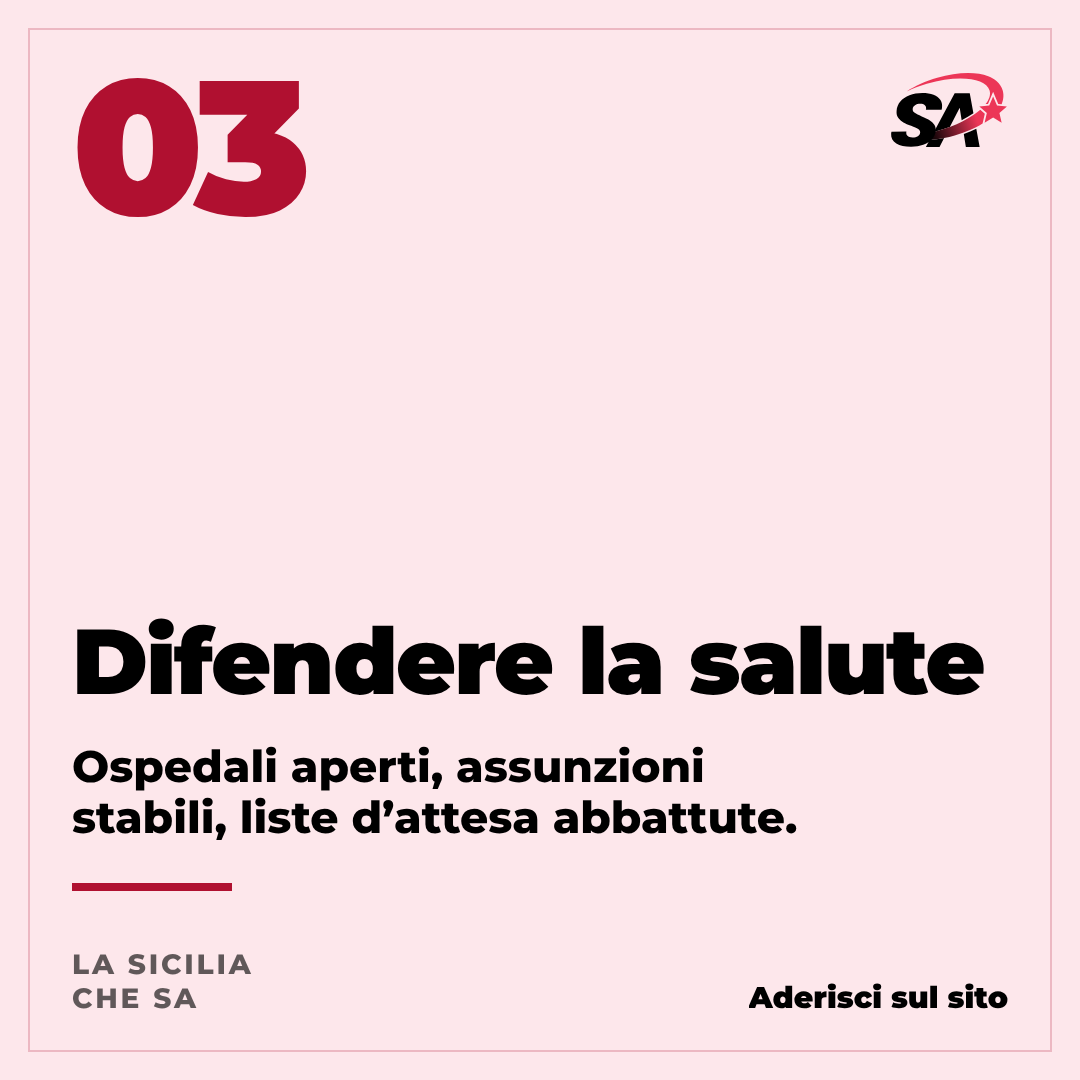 03
SA
Difendere la salute
Ospedali aperti, assunzioni
stabili, liste d’attesa abbattute.
LA SICILIA
CHE SA
Aderisci sul sito